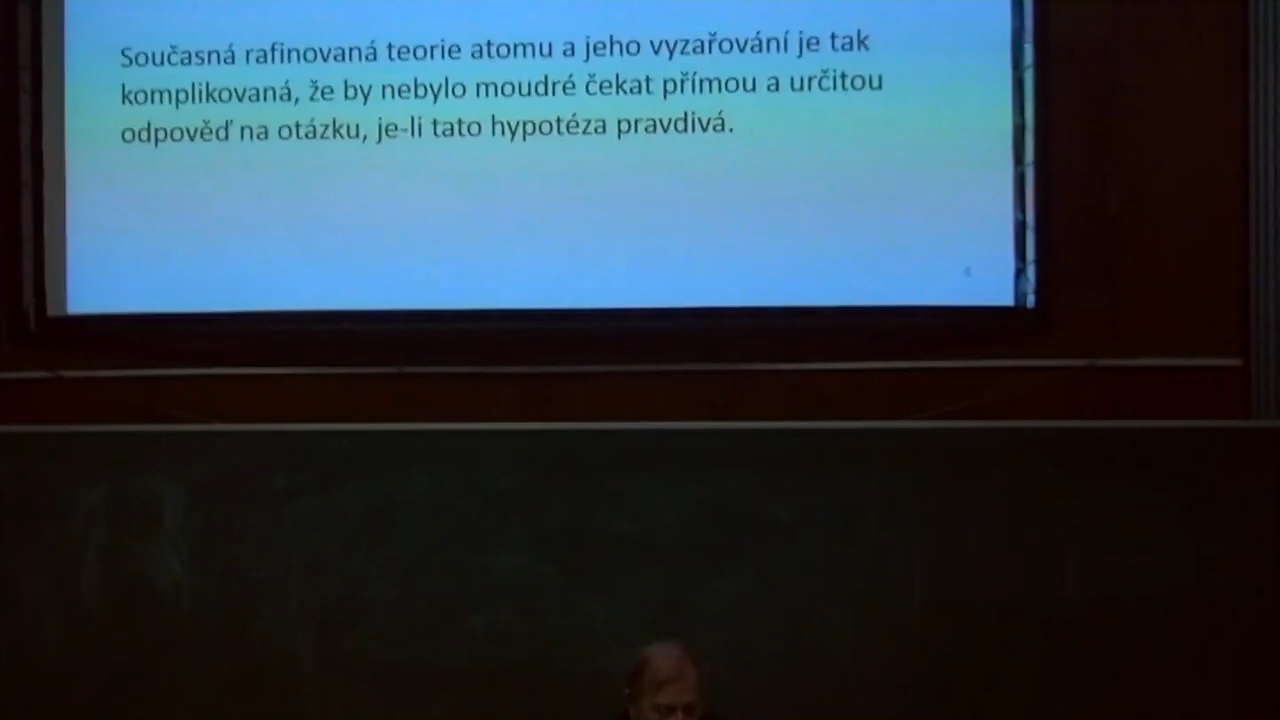 Současná rafinovaná teorie atomu a jeho vyzařování je tak
komplikovaná, že by nebylo moudré čekat přímou a určitou
odpověď na otázku, je-li tato hypotéza pravdivá.